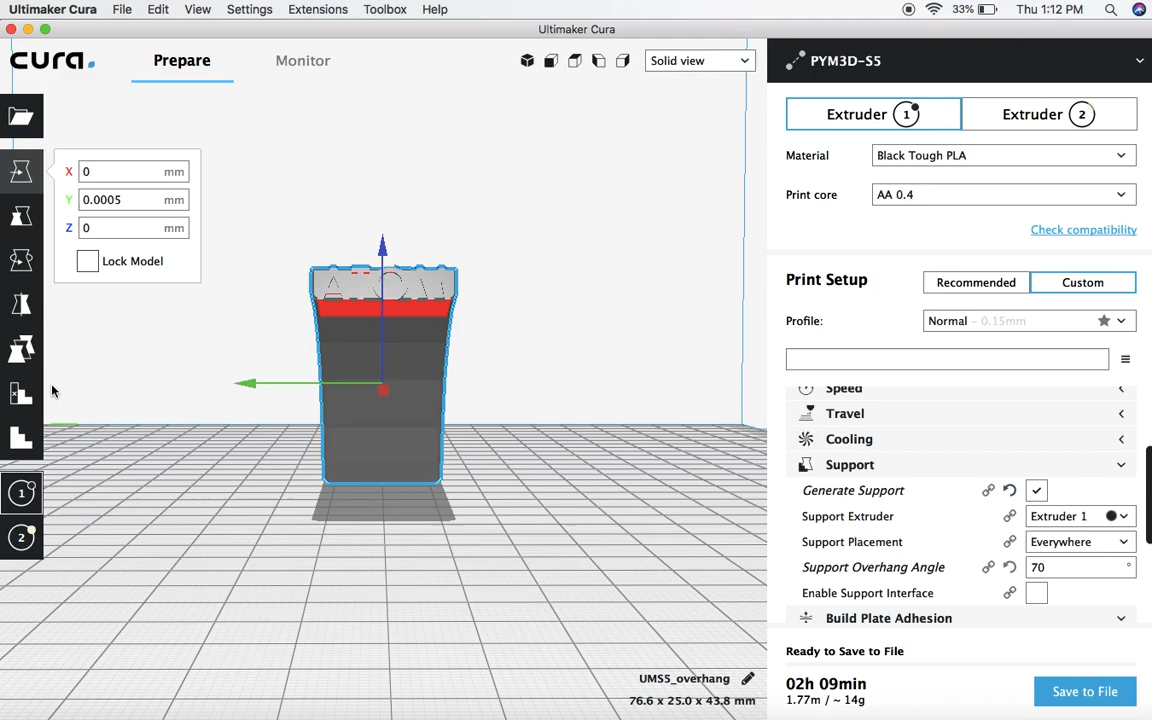 Ultimaker Cura File Edit View Settings Extensions Toolbox Help 33% Thu 1:12 PM
Ultimaker Cura
cura. Prepare Monitor Solid view PYM3D-S5
Extruder 1 Extruder 2
X 0 mm
Y 0.0005 mm
Z 0 mm
Lock Model
Material Black Tough PLA
Print core AA 0.4
Check compatibility
Print Setup Recommended Custom
Profile: Normal – 0.15mm
Speed
Travel
Cooling
Support
Generate Support
Support Extruder Extruder 1
Support Placement Everywhere
Support Overhang Angle 70 °
Enable Support Interface
Build Plate Adhesion
1
2
Ready to Save to File
UMS5_overhang
76.6 x 25.0 x 43.8 mm
02h 09min
1.77m / ~ 14g
Save to File